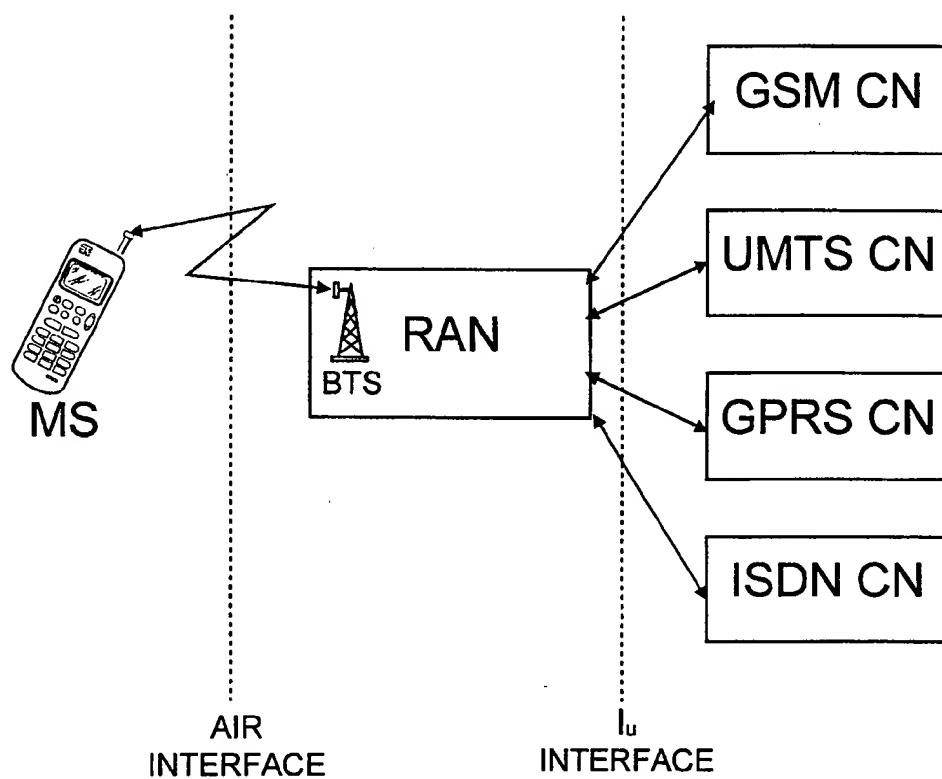 GSM CN
UMTS CN
RAN
BTS
MS
GPRS CN
ISDN CN
AIR
INTERFACE
Iu
INTERFACE